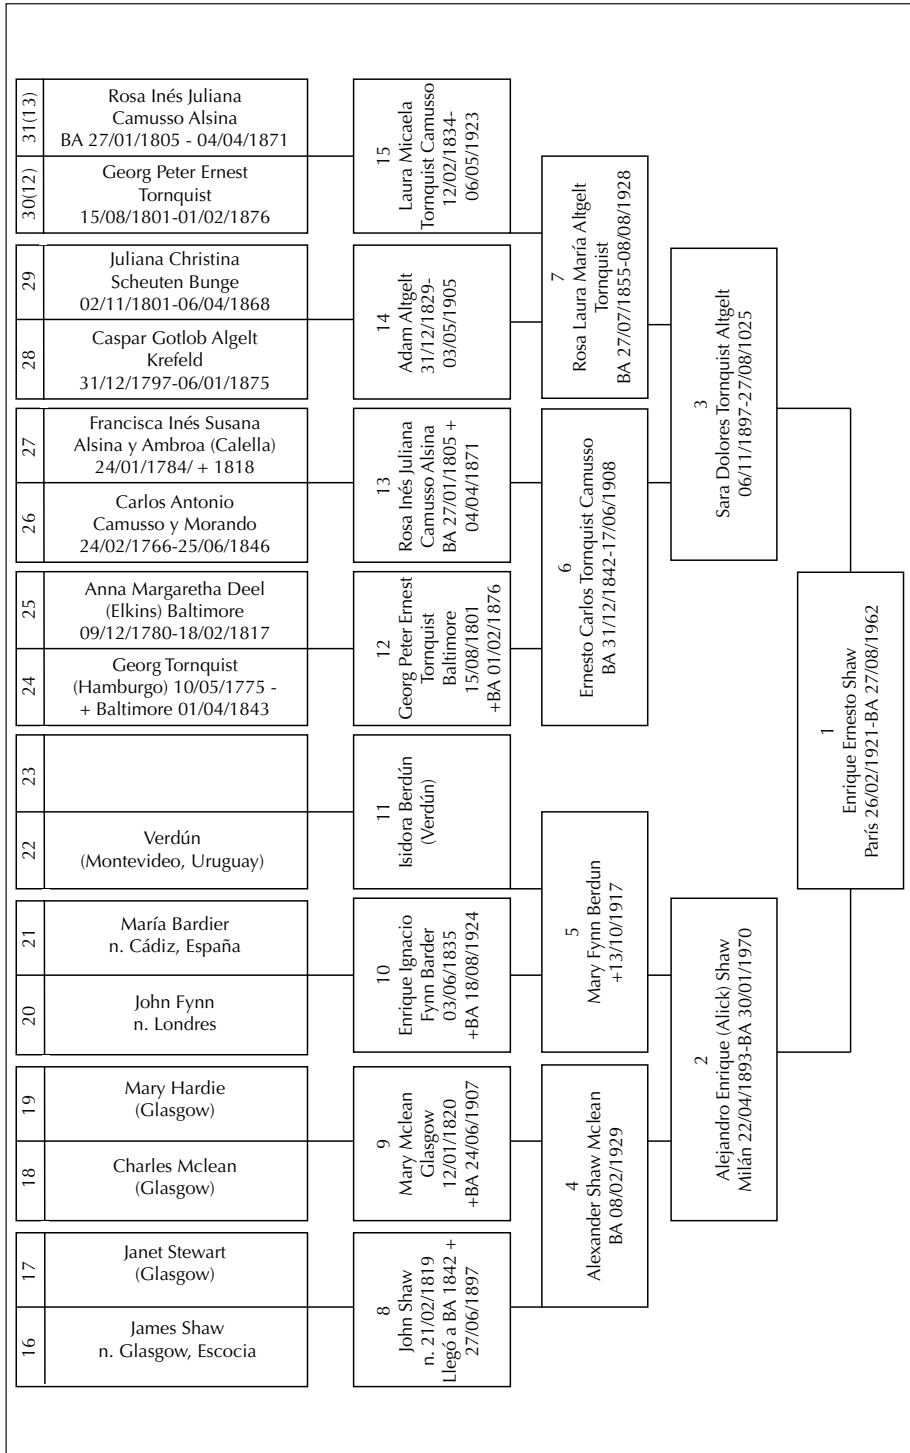 31(13)
Rosa Inés Juliana
Camusso Alsina
BA 27/01/1805 - 04/04/1871
30(12)
Georg Peter Ernest
Tornquist
15/08/1801-01/02/1876
29
Juliana Christina
Scheuten Bunge
02/11/1801-06/04/1868
28
Caspar Gotlob Algelt
Krefeld
31/12/1797-06/01/1875
27
Francisca Inés Susana
Alsina y Ambroa (Calella)
24/01/1784/ + 1818
26
Carlos Antonio
Camusso y Morando
24/02/1766-25/06/1846
25
Anna Margaretha Deel
(Elkins) Baltimore
09/12/1780-18/02/1817
24
Georg Tornquist
(Hamburgo) 10/05/1775 -
+ Baltimore 01/04/1843
23
22
Verdún
(Montevideo, Uruguay)
21
María Bardier
n. Cádiz, España
20
John Fynn
n. Londres
19
Mary Hardie
(Glasgow)
18
Charles Mclean
(Glasgow)
17
Janet Stewart
(Glasgow)
16
James Shaw
n. Glasgow, Escocia
15
Laura Micaela
Tornquist Camusso
12/02/1834-
06/05/1923
14
Adam Altgelt
31/12/1829-
03/05/1905
13
Rosa Inés Juliana
Camusso Alsina
BA 27/01/1805 +
04/04/1871
12
Georg Peter Ernest
Tornquist
Baltimore
15/08/1801
+BA 01/02/1876
11
Isidora Berdún
(Verdún)
10
Enrique Ignacio
Fynn Barder
03/06/1835
+BA 18/08/1924
9
Mary Mclean
Glasgow
12/01/1820
+BA 24/06/1907
8
John Shaw
n. 21/02/1819
Llegó a BA 1842 +
27/06/1897
7
Rosa Laura María Altgelt
Tornquist
BA 27/07/1855-08/08/1928
6
Ernesto Carlos Tornquist Camusso
BA 31/12/1842-17/06/1908
5
Mary Fynn Berdun
+13/10/1917
4
Alexander Shaw Mclean
BA 08/02/1929
3
Sara Dolores Tornquist Altgelt
06/11/1897-27/08/1025
2
Alejandro Enrique (Alick) Shaw
Milán 22/04/1893-BA 30/01/1970
1
Enrique Ernesto Shaw
París 26/02/1921-BA 27/08/1962